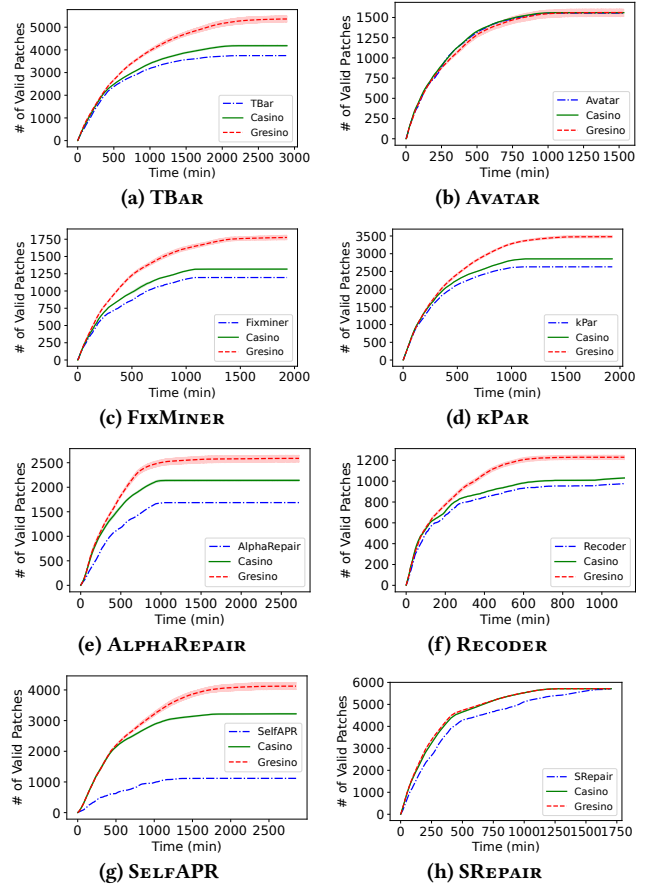 # of Valid Patches
5000
4000
3000
2000
1000
0
TBar
Casino
Gresino
0 500 1000 1500 2000 2500 3000
Time (min)
(a) TBAR
# of Valid Patches
1500
1250
1000
750
500
250
0
Avatar
Casino
Gresino
0 250 500 750 1000 1250 1500
Time (min)
(b) AVATAR
# of Valid Patches
1750
1500
1250
1000
750
500
250
0
Fixminer
Casino
Gresino
0 500 1000 1500 2000
Time (min)
(c) FIXMINER
# of Valid Patches
3500
3000
2500
2000
1500
1000
500
0
kPar
Casino
Gresino
0 500 1000 1500 2000
Time (min)
(d) KPAR
# of Valid Patches
2500
2000
1500
1000
500
0
AlphaRepair
Casino
Gresino
0 500 1000 1500 2000 2500
Time (min)
(e) ALPHAREPAIR
# of Valid Patches
1200
1000
800
600
400
200
0
Recoder
Casino
Gresino
0 200 400 600 800 1000
Time (min)
(f) RECODER
# of Valid Patches
4000
3000
2000
1000
0
SelfAPR
Casino
Gresino
0 500 1000 1500 2000 2500
Time (min)
(g) SELFAPR
# of Valid Patches
6000
5000
4000
3000
2000
1000
0
SRepair
Casino
Gresino
0 250 500 750 1000 1250 1500 1750
Time (min)
(h) SREPAIR